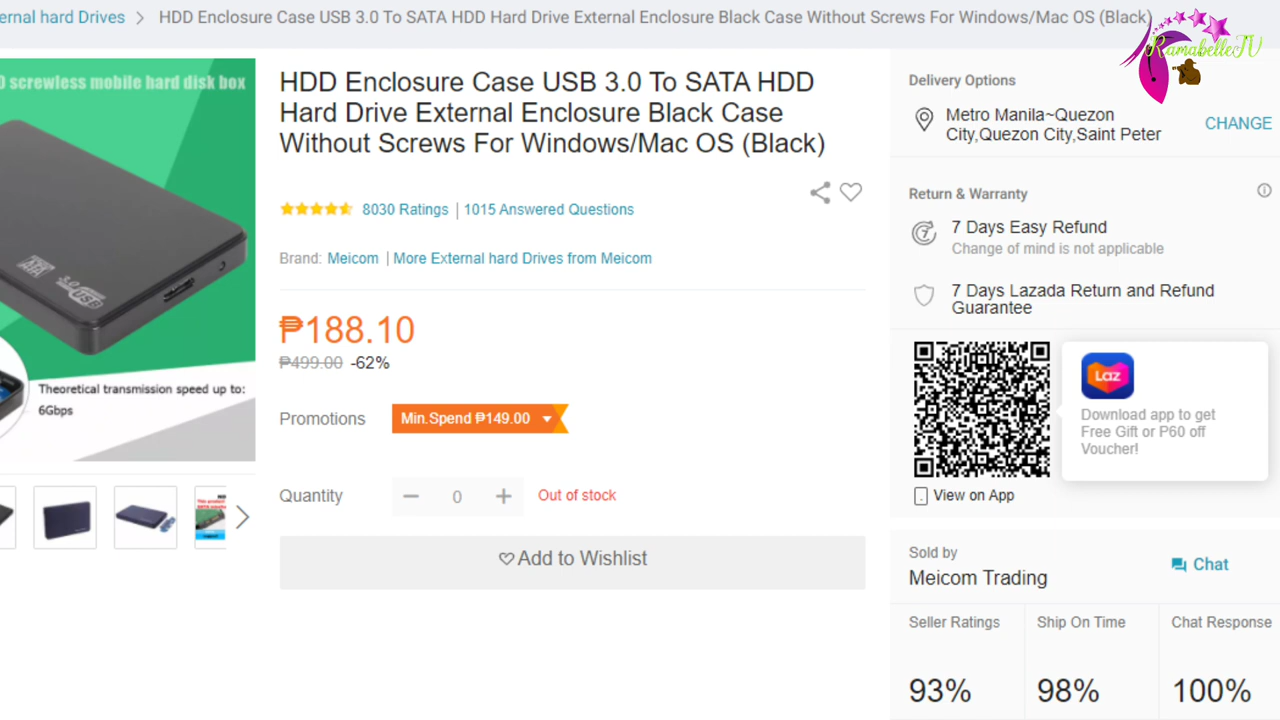 ernal hard Drives > HDD Enclosure Case USB 3.0 To SATA HDD Hard Drive External Enclosure Black Case Without Screws For Windows/Mac OS (Black)
RamabelleTV
0 screwless mobile hard disk box
SATA
3.0
USB
Theoretical transmission speed up to:
6Gbps
HDD Enclosure Case USB 3.0 To SATA HDD
Hard Drive External Enclosure Black Case
Without Screws For Windows/Mac OS (Black)
8030 Ratings | 1015 Answered Questions
Brand: Meicom | More External hard Drives from Meicom
₱188.10
₱499.00 -62%
Promotions Min.Spend ₱149.00
Quantity 0 Out of stock
Add to Wishlist
Delivery Options
Metro Manila~Quezon
City,Quezon City,Saint Peter
CHANGE
Return & Warranty
7 Days Easy Refund
Change of mind is not applicable
7 Days Lazada Return and Refund
Guarantee
Laz
Download app to get
Free Gift or P60 off
Voucher!
View on App
Sold by
Meicom Trading
Chat
Seller Ratings Ship On Time Chat Response
93% 98% 100%